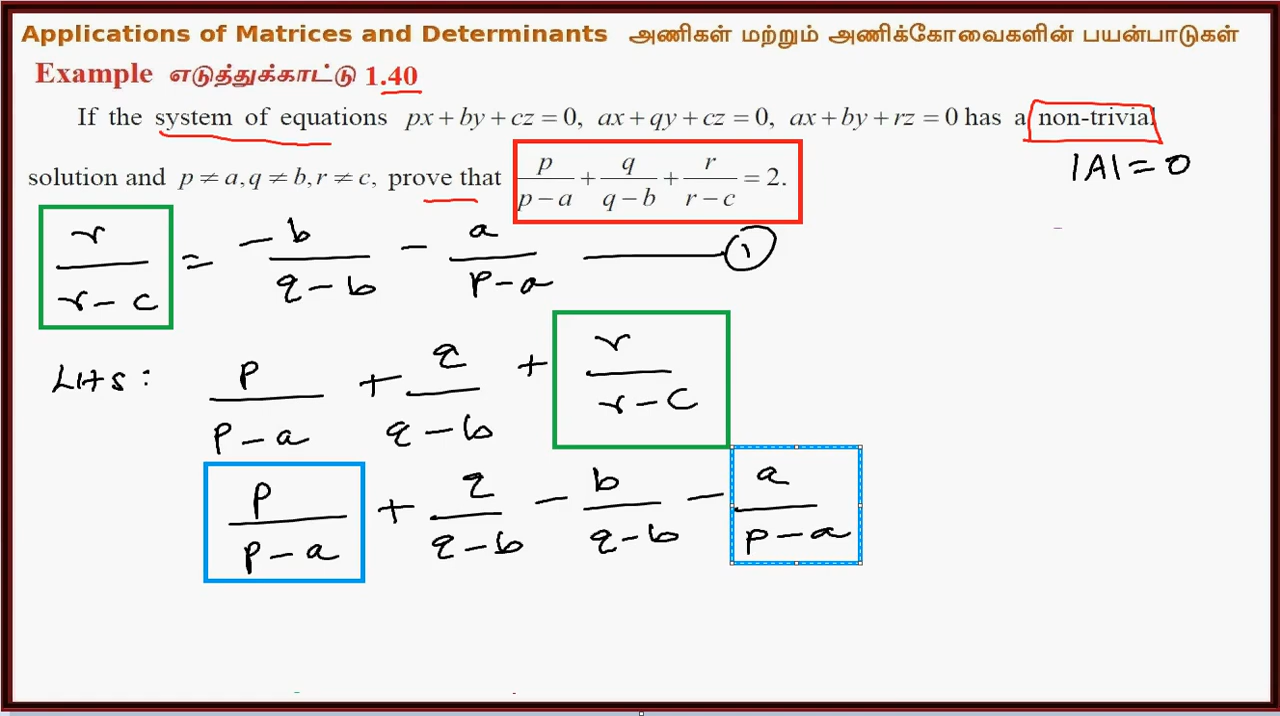 Applications of Matrices and Determinants அணிகள் மற்றும் அணிக்கோவைகளின் பயன்பாடுகள்
Example எடுத்துக்காட்டு 1.40
If the system of equations px + by + cz = 0, ax + qy + cz = 0, ax + by + rz = 0 has a non-trivial
|A| = 0
solution and p ≠ a, q ≠ b, r ≠ c, prove that p/(p−a) + q/(q−b) + r/(r−c) = 2.
r/(r−c) = −b/(q−b) − a/(p−a) ——— ①
LHS : p/(p−a) + q/(q−b) + r/(r−c)
p/(p−a) + q/(q−b) − b/(q−b) − a/(p−a)